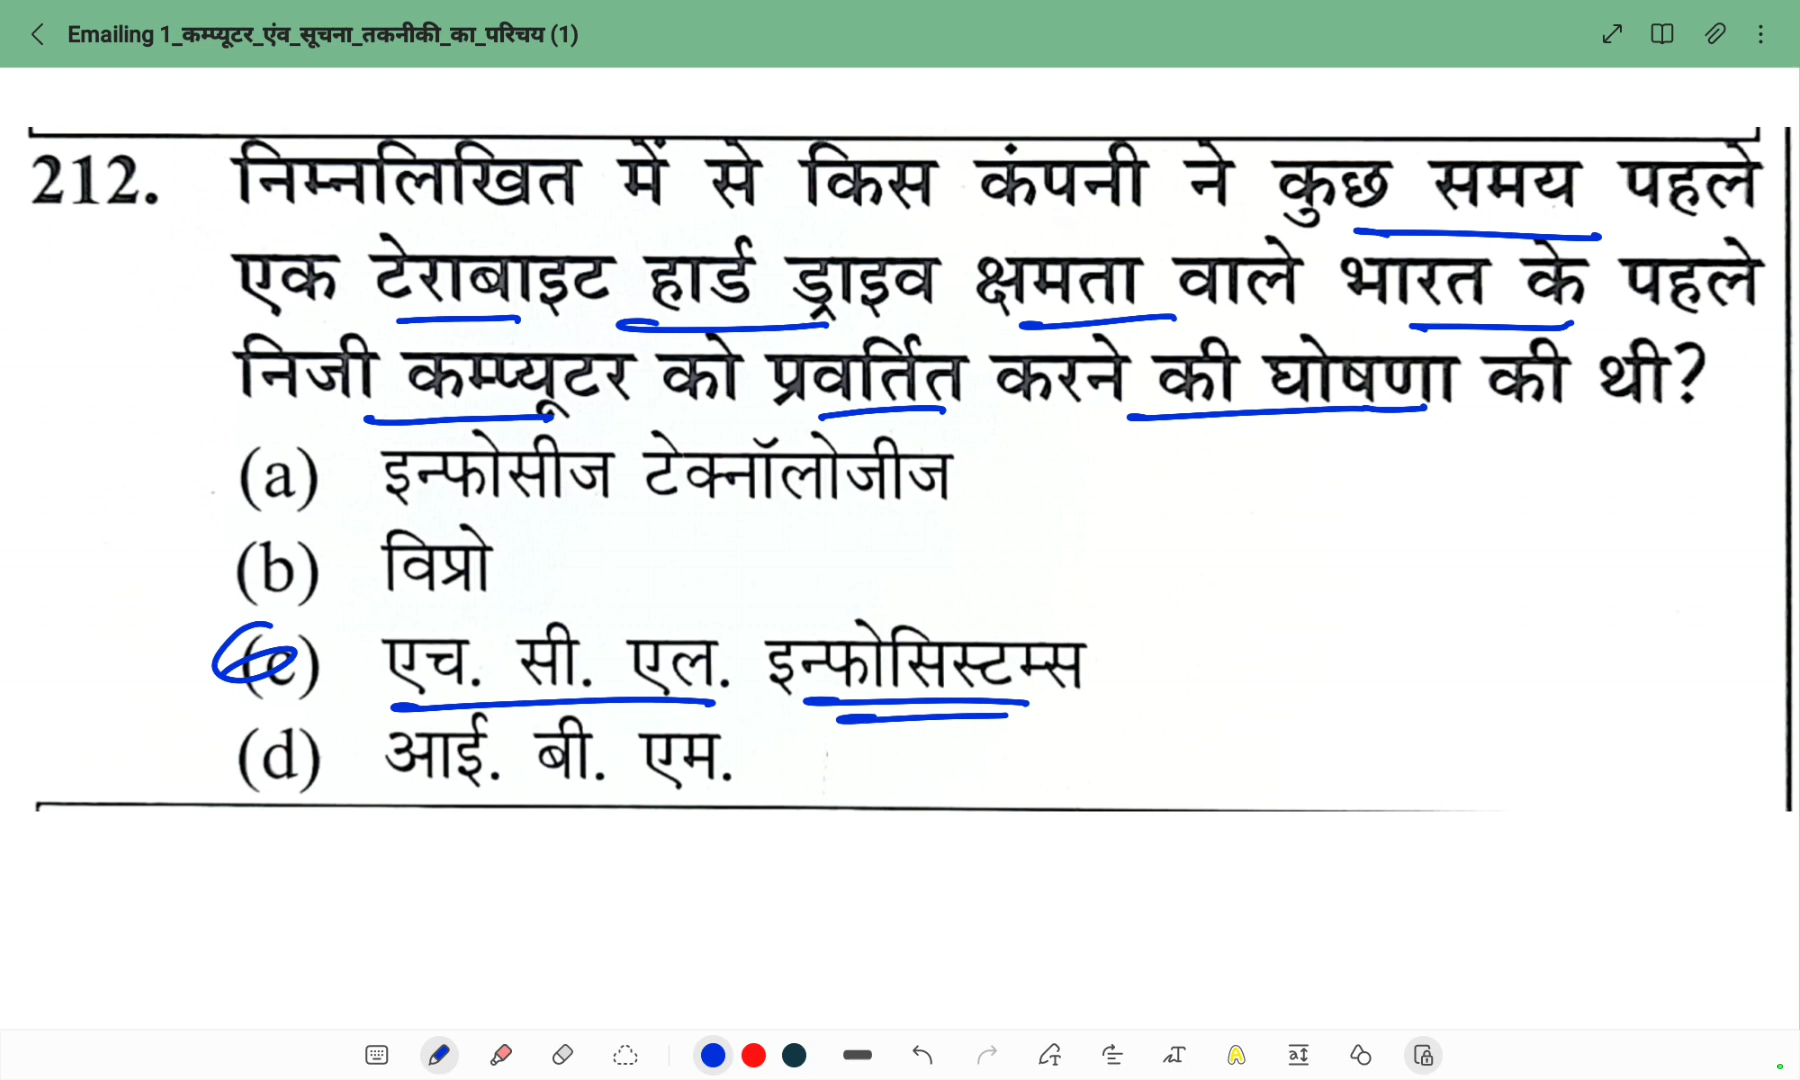 Emailing 1_कम्प्यूटर_एंव_सूचना_तकनीकी_का_परिचय (1)
212. निम्नलिखित में से किस कंपनी ने कुछ समय पहले
एक टेराबाइट हार्ड ड्राइव क्षमता वाले भारत के पहले
निजी कम्प्यूटर को प्रवर्तित करने की घोषणा की थी?
(a) इन्फोसीज टेक्नॉलोजीज
(b) विप्रो
(c) एच. सी. एल. इन्फोसिस्टम्स
(d) आई. बी. एम.